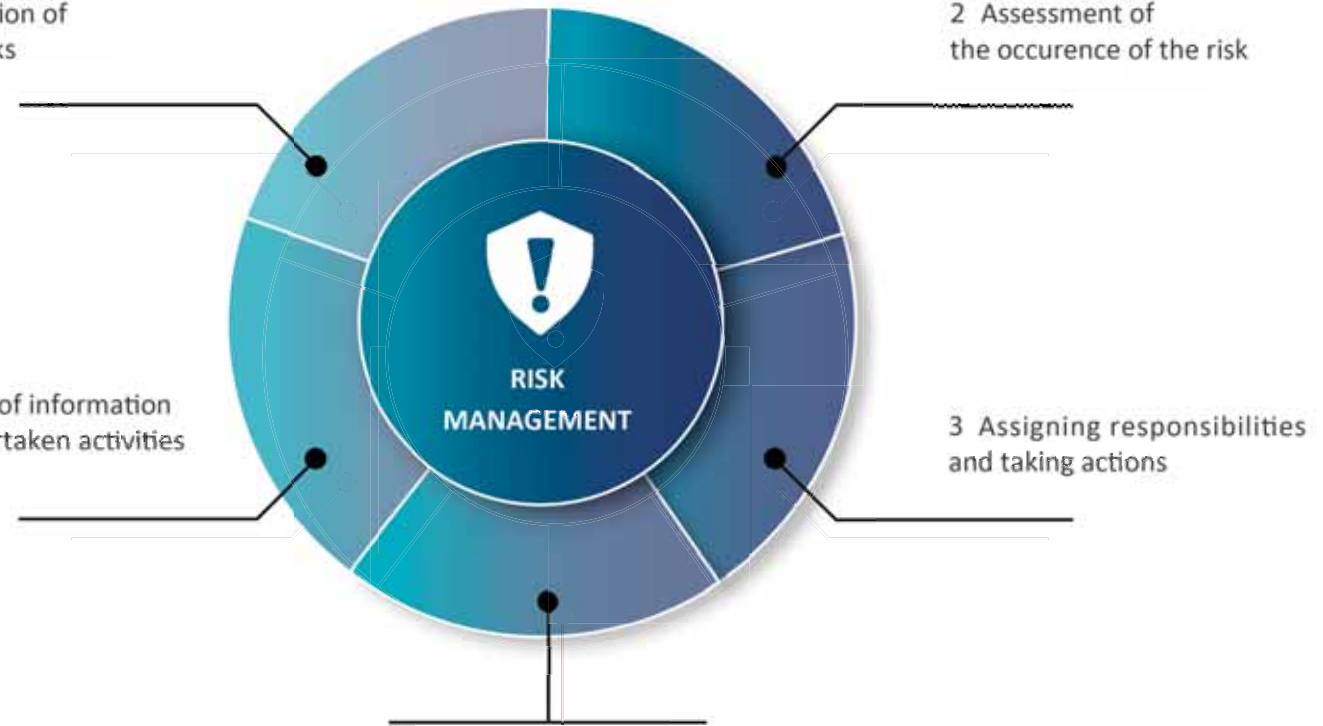 ion of
ks
2 Assessment of
the occurence of the risk
RISK
MANAGEMENT
of information
rtaken activities
3 Assigning responsibilities
and taking actions